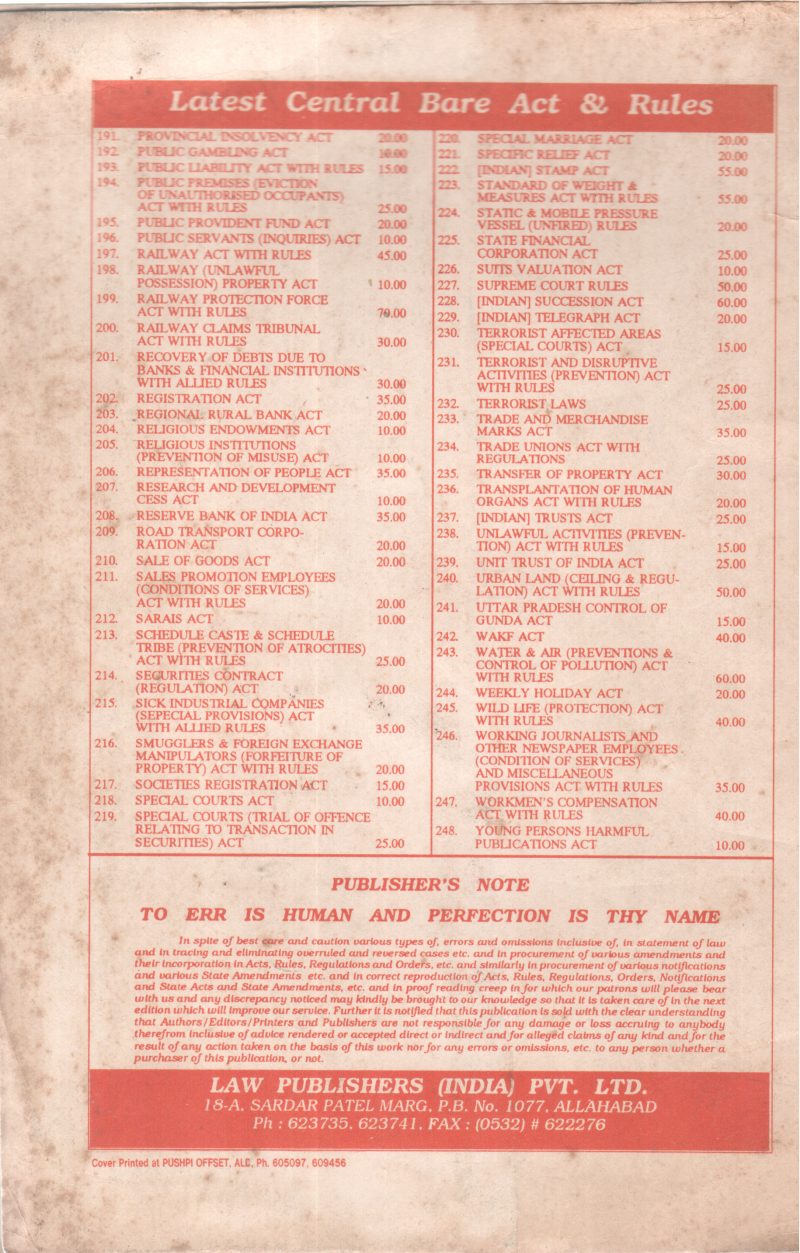 Latest Central Bare Act & Rules
191. PROVINCIAL INSOLVENCY ACT 20.00
192. PUBLIC GAMBLING ACT 10.00
193. PUBLIC LIABILITY ACT WITH RULES 15.00
194. PUBLIC PREMISES (EVICTION
OF UNAUTHORISED OCCUPANTS)
ACT WITH RULES 25.00
195. PUBLIC PROVIDENT FUND ACT 20.00
196. PUBLIC SERVANTS (INQUIRIES) ACT 10.00
197. RAILWAY ACT WITH RULES 45.00
198. RAILWAY (UNLAWFUL
POSSESSION) PROPERTY ACT 10.00
199. RAILWAY PROTECTION FORCE
ACT WITH RULES 70.00
200. RAILWAY CLAIMS TRIBUNAL
ACT WITH RULES 30.00
201. RECOVERY OF DEBTS DUE TO
BANKS & FINANCIAL INSTITUTIONS
WITH ALLIED RULES 30.00
202. REGISTRATION ACT 35.00
203. REGIONAL RURAL BANK ACT 20.00
204. RELIGIOUS ENDOWMENTS ACT 10.00
205. RELIGIOUS INSTITUTIONS
(PREVENTION OF MISUSE) ACT 10.00
206. REPRESENTATION OF PEOPLE ACT 35.00
207. RESEARCH AND DEVELOPMENT
CESS ACT 10.00
208. RESERVE BANK OF INDIA ACT 35.00
209. ROAD TRANSPORT CORPO-
RATION ACT 20.00
210. SALE OF GOODS ACT 20.00
211. SALES PROMOTION EMPLOYEES
(CONDITIONS OF SERVICES)
ACT WITH RULES 20.00
212. SARAIS ACT 10.00
213. SCHEDULE CASTE & SCHEDULE
TRIBE (PREVENTION OF ATROCITIES)
ACT WITH RULES 25.00
214. SECURITIES CONTRACT
(REGULATION) ACT 20.00
215. SICK INDUSTRIAL COMPANIES
(SEPECIAL PROVISIONS) ACT
WITH ALLIED RULES 35.00
216. SMUGGLERS & FOREIGN EXCHANGE
MANIPULATORS (FORFEITURE OF
PROPERTY) ACT WITH RULES 20.00
217. SOCIETIES REGISTRATION ACT 15.00
218. SPECIAL COURTS ACT 10.00
219. SPECIAL COURTS (TRIAL OF OFFENCE
RELATING TO TRANSACTION IN
SECURITIES) ACT 25.00
220. SPECIAL MARRIAGE ACT 20.00
221. SPECIFIC RELIEF ACT 20.00
222. [INDIAN] STAMP ACT 55.00
223. STANDARD OF WEIGHT &
MEASURES ACT WITH RULES 55.00
224. STATIC & MOBILE PRESSURE
VESSEL (UNFIRED) RULES 20.00
225. STATE FINANCIAL
CORPORATION ACT 25.00
226. SUITS VALUATION ACT 10.00
227. SUPREME COURT RULES 50.00
228. [INDIAN] SUCCESSION ACT 60.00
229. [INDIAN] TELEGRAPH ACT 20.00
230. TERRORIST AFFECTED AREAS
(SPECIAL COURTS) ACT 15.00
231. TERRORIST AND DISRUPTIVE
ACTIVITIES (PREVENTION) ACT
WITH RULES 25.00
232. TERRORIST LAWS 25.00
233. TRADE AND MERCHANDISE
MARKS ACT 35.00
234. TRADE UNIONS ACT WITH
REGULATIONS 25.00
235. TRANSFER OF PROPERTY ACT 30.00
236. TRANSPLANTATION OF HUMAN
ORGANS ACT WITH RULES 20.00
237. [INDIAN] TRUSTS ACT 25.00
238. UNLAWFUL ACTIVITIES (PREVEN-
TION) ACT WITH RULES 15.00
239. UNIT TRUST OF INDIA ACT 25.00
240. URBAN LAND (CEILING & REGU-
LATION) ACT WITH RULES 50.00
241. UTTAR PRADESH CONTROL OF
GUNDA ACT 15.00
242. WAKF ACT 40.00
243. WATER & AIR (PREVENTIONS &
CONTROL OF POLLUTION) ACT
WITH RULES 60.00
244. WEEKLY HOLIDAY ACT 20.00
245. WILD LIFE (PROTECTION) ACT
WITH RULES 40.00
246. WORKING JOURNALISTS AND
OTHER NEWSPAPER EMPLOYEES
(CONDITION OF SERVICES)
AND MISCELLANEOUS
PROVISIONS ACT WITH RULES 35.00
247. WORKMEN'S COMPENSATION
ACT WITH RULES 40.00
248. YOUNG PERSONS HARMFUL
PUBLICATIONS ACT 10.00
PUBLISHER'S NOTE
TO ERR IS HUMAN AND PERFECTION IS THY NAME
In spite of best care and caution various types of, errors and omissions inclusive of, in statement of law
and in tracing and eliminating overruled and reversed cases etc. and in procurement of various amendments and
their incorporation in Acts, Rules, Regulations and Orders, etc. and similarly in procurement of various notifications
and various State Amendments etc. and in correct reproduction of Acts, Rules, Regulations, Orders, Notifications
and State Acts and State Amendments, etc. and in proof reading creep in for which our patrons will please bear
with us and any discrepancy noticed may kindly be brought to our knowledge so that it is taken care of in the next
edition which will improve our service. Further it is notified that this publication is sold with the clear understanding
that Authors/Editors/Printers and Publishers are not responsible for any damage or loss accruing to anybody
therefrom inclusive of advice rendered or accepted direct or indirect and for alleged claims of any kind and for the
result of any action taken on the basis of this work nor for any errors or omissions, etc. to any person whether a
purchaser of this publication, or not.
LAW PUBLISHERS (INDIA) PVT. LTD.
18-A, SARDAR PATEL MARG, P.B. No. 1077, ALLAHABAD
Ph : 623735, 623741, FAX : (0532) # 622276
Cover Printed at PUSHPI OFFSET, ALD, Ph. 605097, 609456